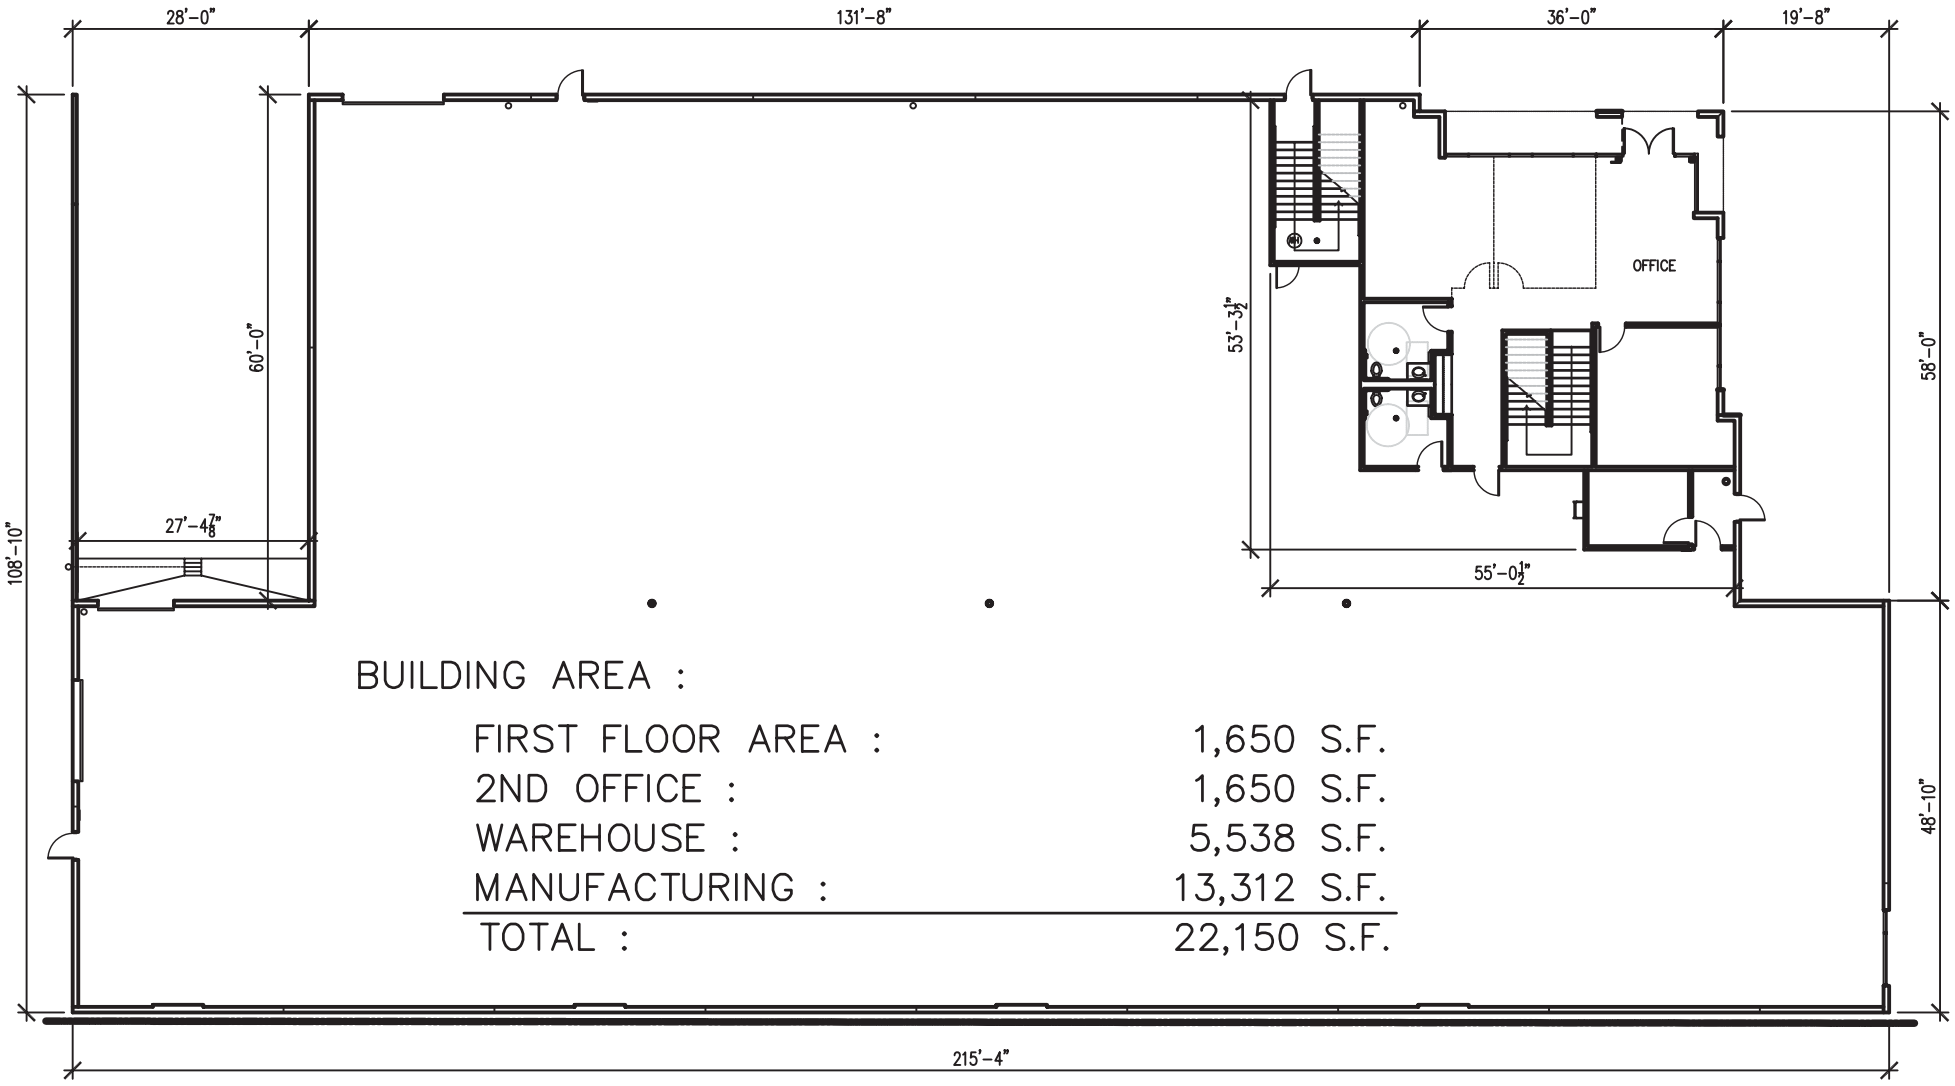 28'-0"
131'-8"
36'-0"
19'-8"
OFFICE
60'-0"
53'-3½"
58'-0"
27'-4⅞"
108'-10"
55'-0½"
BUILDING AREA :
FIRST FLOOR AREA : 1,650 S.F.
2ND OFFICE : 1,650 S.F.
WAREHOUSE : 5,538 S.F.
MANUFACTURING : 13,312 S.F.
TOTAL : 22,150 S.F.
48'-10"
215'-4"